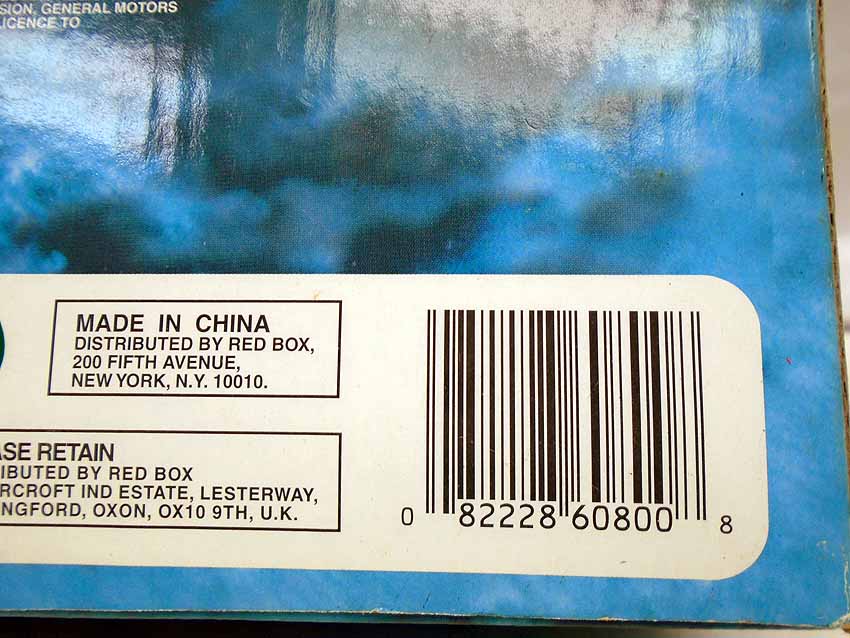 SION, GENERAL MOTORS
LICENCE TO
MADE IN CHINA
DISTRIBUTED BY RED BOX,
200 FIFTH AVENUE,
NEW YORK, N.Y. 10010.
ASE RETAIN
IBUTED BY RED BOX
RCROFT IND ESTATE, LESTERWAY,
NGFORD, OXON, OX10 9TH, U.K.
0 82228 60800 8